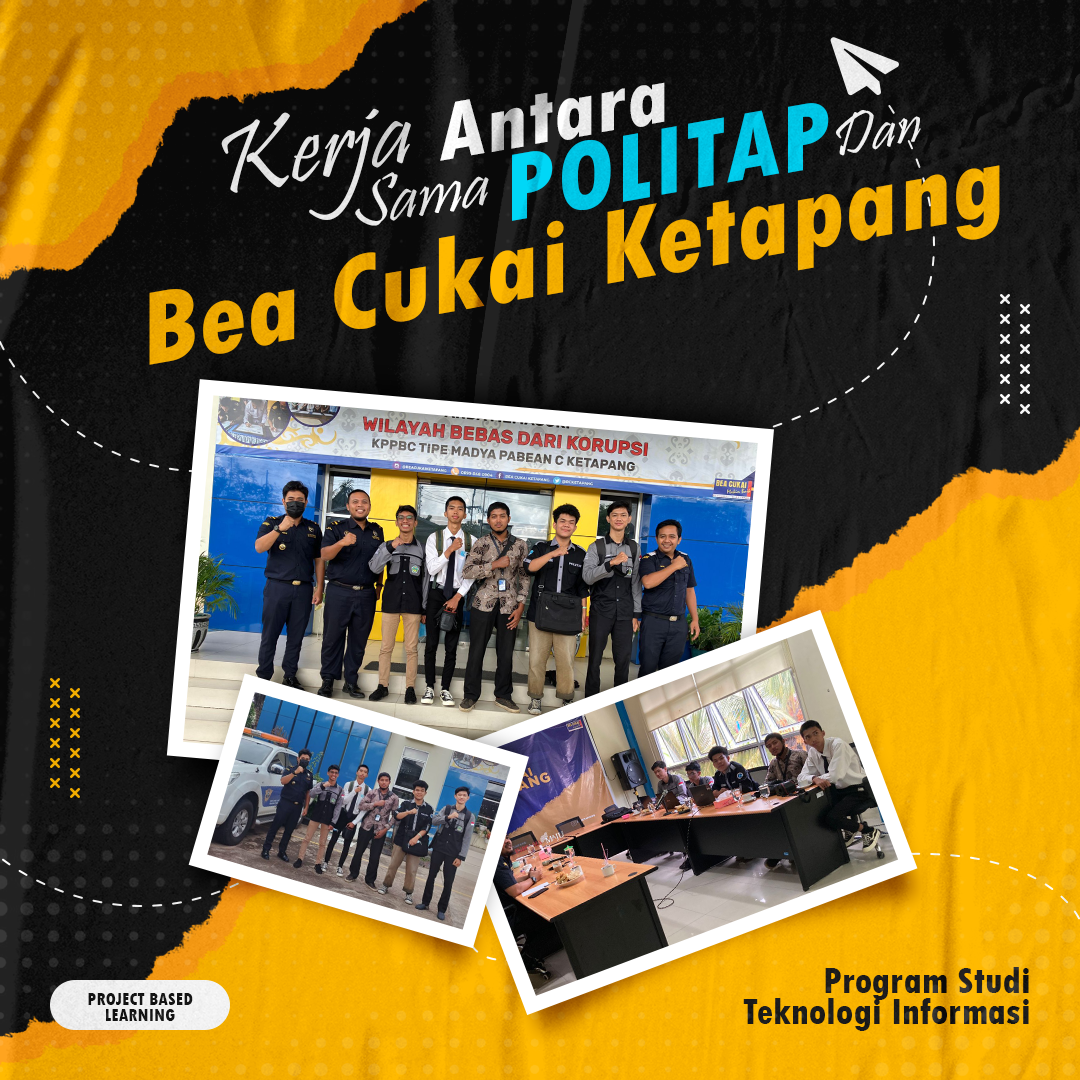 Kerja Antara
Sama POLITAP Dan
Bea Cukai Ketapang
WILAYAH BEBAS DARI KORUPSI
KPPBC TIPE MADYA PABEAN C KETAPANG
BEA CUKAI
PROJECT BASED
LEARNING
Program Studi
Teknologi Informasi